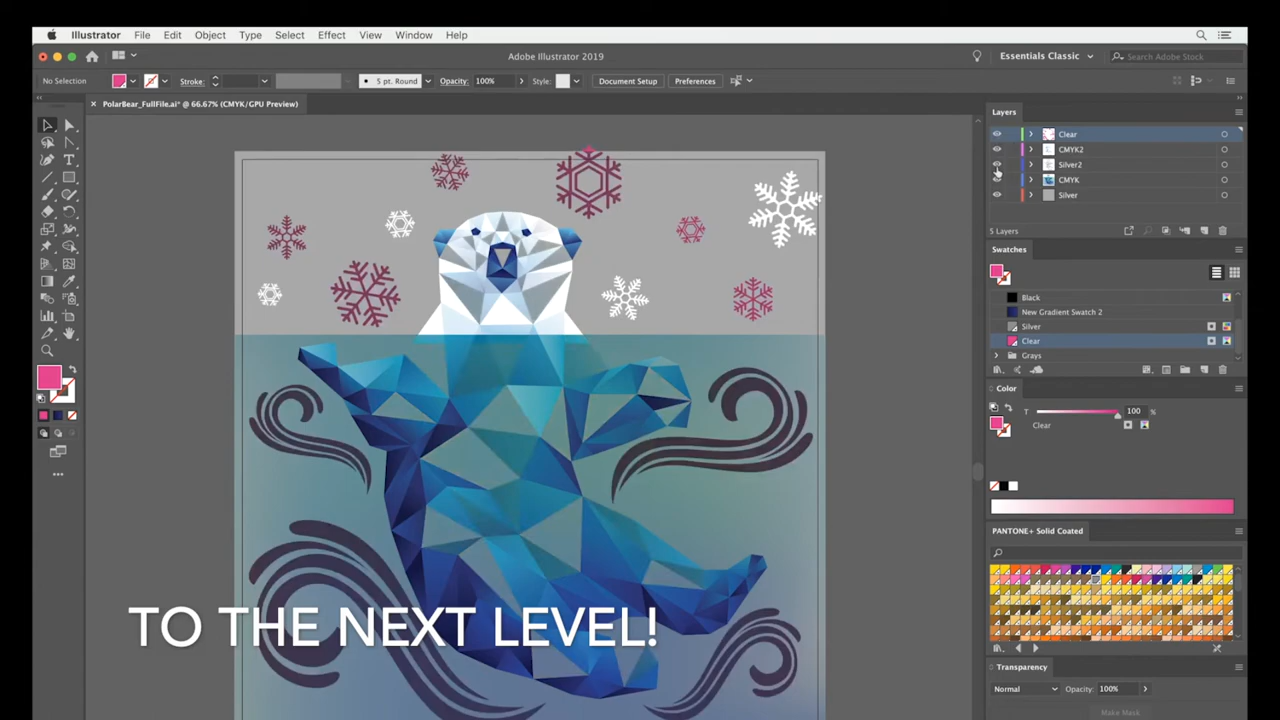 Illustrator File Edit Object Type Select Effect View Window Help
Adobe Illustrator 2019
Essentials Classic
Search Adobe Stock
No Selection
Stroke:
5 pt. Round
Opacity: 100%
Style:
Document Setup
Preferences
PolarBear_FullFile.ai* @ 66.67% (CMYK/GPU Preview)
Layers
Clear
CMYK2
Silver2
CMYK
Silver
5 Layers
Swatches
Black
New Gradient Swatch 2
Silver
Clear
Grays
Color
T 100 %
Clear
PANTONE+ Solid Coated
TO THE NEXT LEVEL!
Transparency
Normal Opacity: 100%
Make Mask